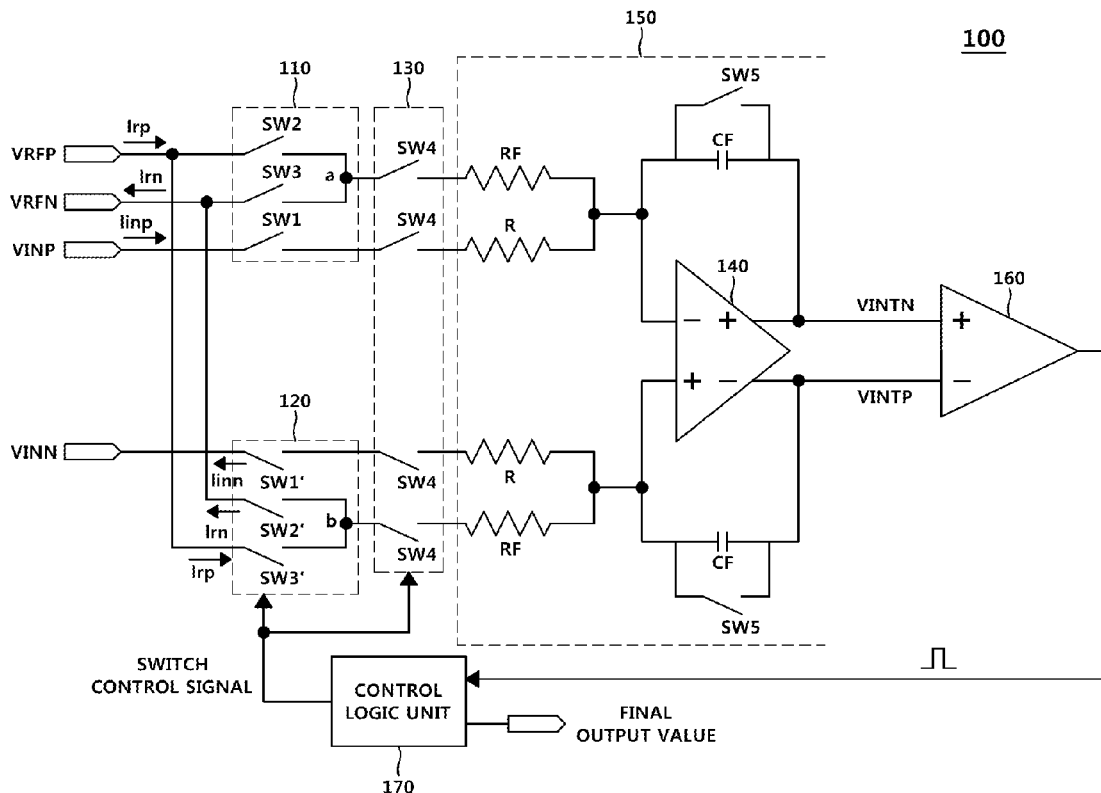 150
100
110
130
SW5
Irp
SW2
SW4
RF
CF
VRFP
Irn
SW3
a
VRFN
Iinp
SW1
SW4
R
VINP
140
160
− +
VINTN
+
+ −
VINTP
−
120
VINN
Iinn
SW1'
SW4
R
Irn
SW2'
b
SW4
RF
CF
Irp
SW3'
SW5
SWITCH
CONTROL SIGNAL
CONTROL
LOGIC UNIT
FINAL
OUTPUT VALUE
170